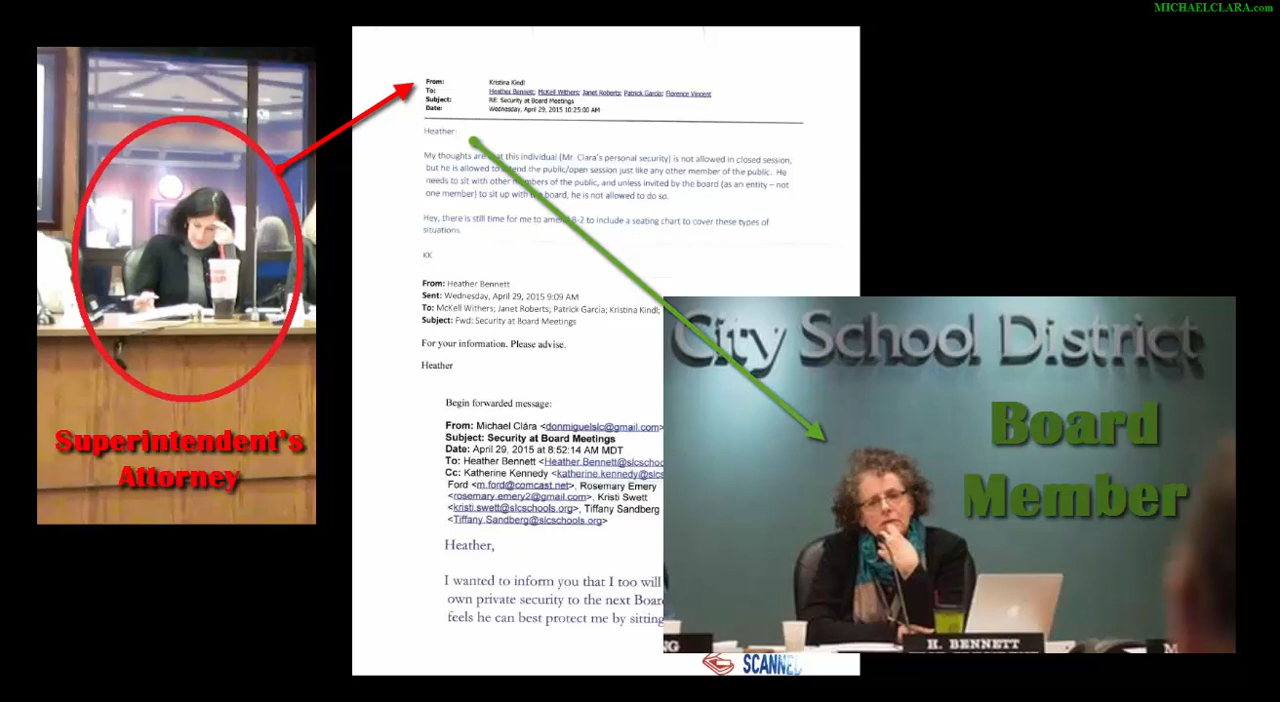 MICHAELCLARA.com
From: Kristina Kindl
To: Heather Bennett; McKell Withers; Janet Roberts; Patrick Garcia; Florence Vincent
Subject: RE: Security at Board Meetings
Date: Wednesday, April 29, 2015 10:25:00 AM
Heather:
My thoughts are that this individual (Mr Clara's personal security) is not allowed in closed session,
but he is allowed to attend the public/open session just like any other member of the public. He
needs to sit with other members of the public, and unless invited by the board (as an entity – not
one member) to sit up with the board, he is not allowed to do so.
Hey, there is still time for me to amend B-2 to include a seating chart to cover these types of
situations.
KK
From: Heather Bennett
Sent: Wednesday, April 29, 2015 9:09 AM
To: McKell Withers; Janet Roberts; Patrick Garcia; Kristina Kindl;
Subject: Fwd: Security at Board Meetings
For your information. Please advise.
Heather
Begin forwarded message:
From: Michael Clára <donmiguelslc@gmail.com>
Subject: Security at Board Meetings
Date: April 29, 2015 at 8:52:14 AM MDT
To: Heather Bennett <Heather.Bennett@slcschoo
Cc: Katherine Kennedy <katherine.kennedy@slcs
Ford <m.ford@comcast.net>, Rosemary Emery
<rosemary.emery2@gmail.com>, Kristi Swett
<kristi.swett@slcschools.org>, Tiffany Sandberg
<Tiffany.Sandberg@slcschools.org>
Heather,
I wanted to inform you that I too will
own private security to the next Boar
feels he can best protect me by sitting
SCANNED
Superintendent's
Attorney
City School District
Board
Member
NG
H. BENNETT
M